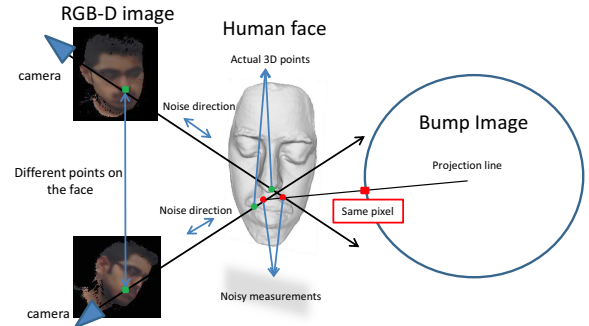 RGB-D image
Human face
camera
Actual 3D points
Noise direction
Bump Image
Projection line
Different points on
the face
Noise direction
Same pixel
camera
Noisy measurements